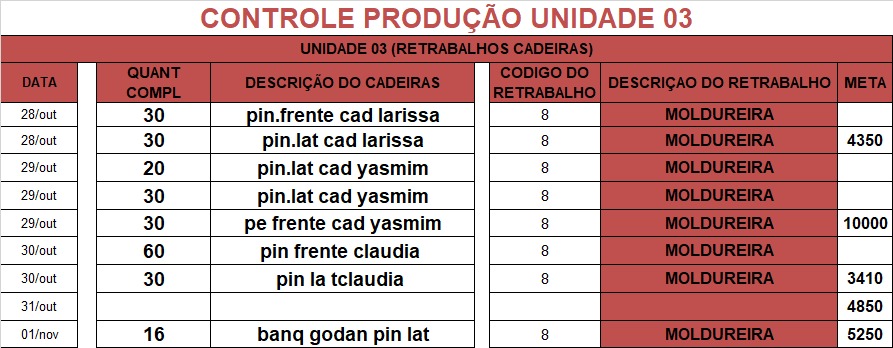 CONTROLE PRODUÇÃO UNIDADE 03
UNIDADE 03 (RETRABALHOS CADEIRAS)
DATA QUANT COMPL DESCRIÇÃO DO CADEIRAS CODIGO DO RETRABALHO DESCRIÇAO DO RETRABALHO META
28/out 30 pin.frente cad larissa 8 MOLDUREIRA
28/out 30 pin.lat cad larissa 8 MOLDUREIRA 4350
29/out 20 pin.lat cad yasmim 8 MOLDUREIRA
29/out 30 pin.lat cad yasmim 8 MOLDUREIRA
29/out 30 pe frente cad yasmim 8 MOLDUREIRA 10000
30/out 60 pin frente claudia 8 MOLDUREIRA
30/out 30 pin la tclaudia 8 MOLDUREIRA 3410
31/out 4850
01/nov 16 banq godan pin lat 8 MOLDUREIRA 5250